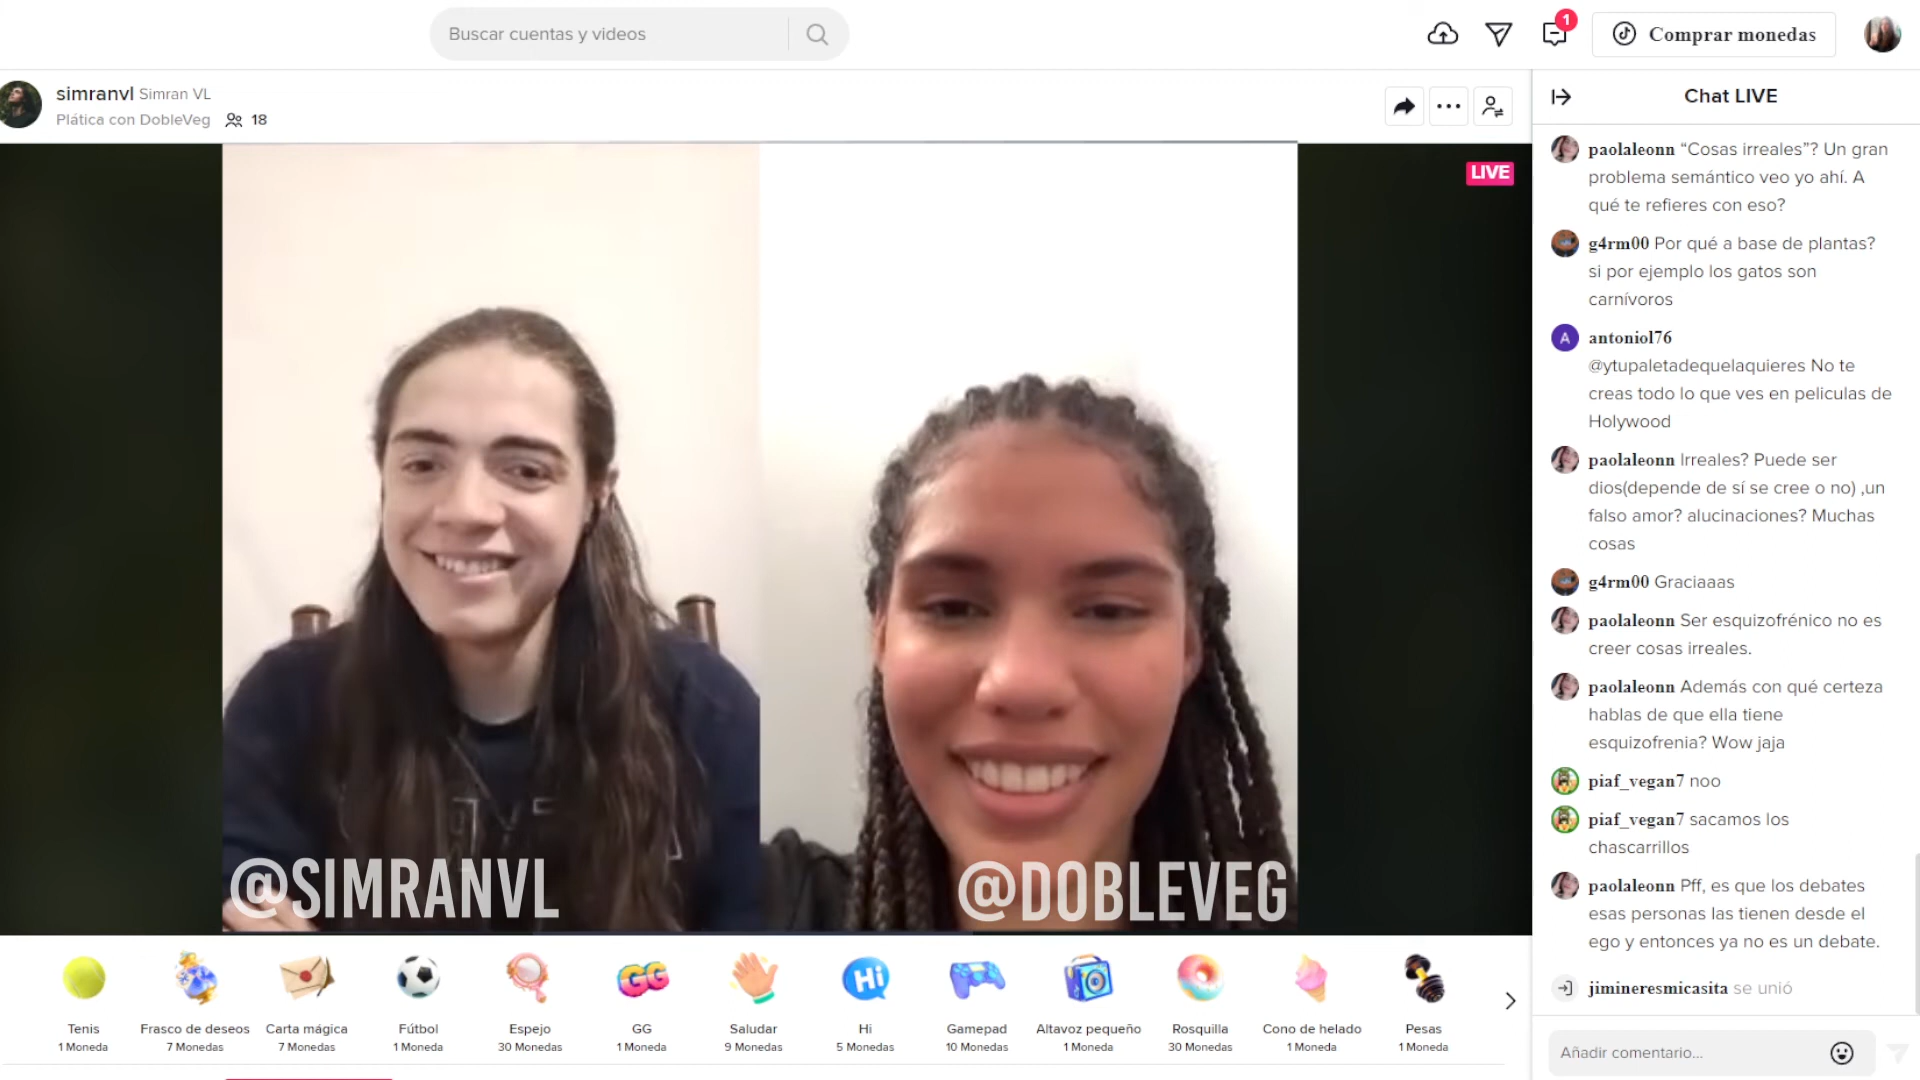 Buscar cuentas y videos
1
Comprar monedas
simranvl Simran VL
Plática con DobleVeg 18
LIVE
@SIMRANVL
@DOBLEVEG
Chat LIVE
paolaleonn “Cosas irreales”? Un gran
problema semántico veo yo ahí. A
qué te refieres con eso?
g4rm00 Por qué a base de plantas?
si por ejemplo los gatos son
carnívoros
A
antoniol76
@ytupaletadequelaquieres No te
creas todo lo que ves en peliculas de
Holywood
paolaleonn Irreales? Puede ser
dios(depende de sí se cree o no) ,un
falso amor? alucinaciones? Muchas
cosas
g4rm00 Graciaaas
paolaleonn Ser esquizofrénico no es
creer cosas irreales.
paolaleonn Además con qué certeza
hablas de que ella tiene
esquizofrenia? Wow jaja
piaf_vegan7 noo
piaf_vegan7 sacamos los
chascarrillos
paolaleonn Pff, es que los debates
esas personas las tienen desde el
ego y entonces ya no es un debate.
jimineresmicasita se unió
Añadir comentario...
GG
Hi
Tenis
1 Moneda
Frasco de deseos
7 Monedas
Carta mágica
7 Monedas
Fútbol
1 Moneda
Espejo
30 Monedas
GG
1 Moneda
Saludar
9 Monedas
Hi
5 Monedas
Gamepad
10 Monedas
Altavoz pequeño
1 Moneda
Rosquilla
30 Monedas
Cono de helado
1 Moneda
Pesas
1 Moneda